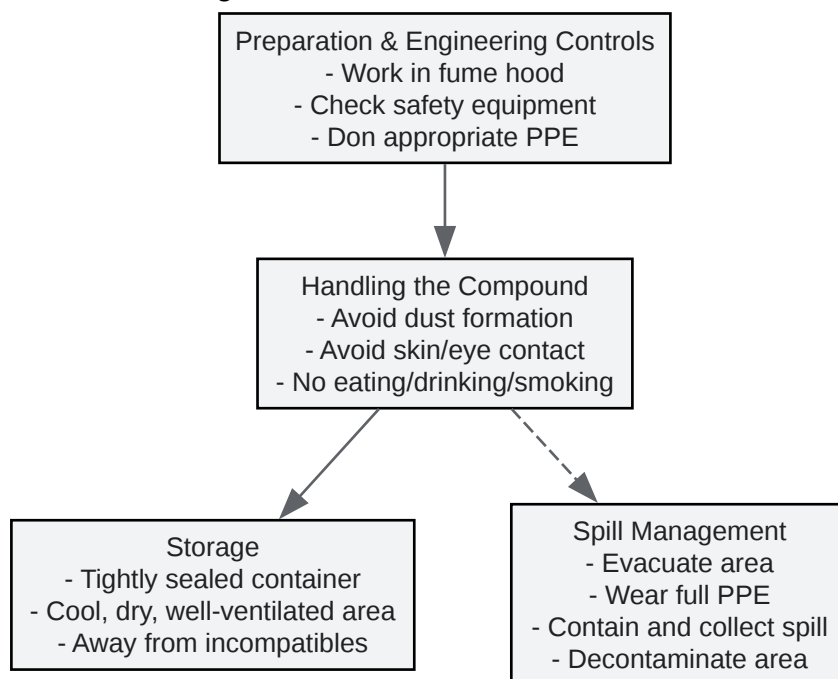 Preparation & Engineering Controls
- Work in fume hood
- Check safety equipment
- Don appropriate PPE
Handling the Compound
- Avoid dust formation
- Avoid skin/eye contact
- No eating/drinking/smoking
Storage
- Tightly sealed container
- Cool, dry, well-ventilated area
- Away from incompatibles
Spill Management
- Evacuate area
- Wear full PPE
- Contain and collect spill
- Decontaminate area